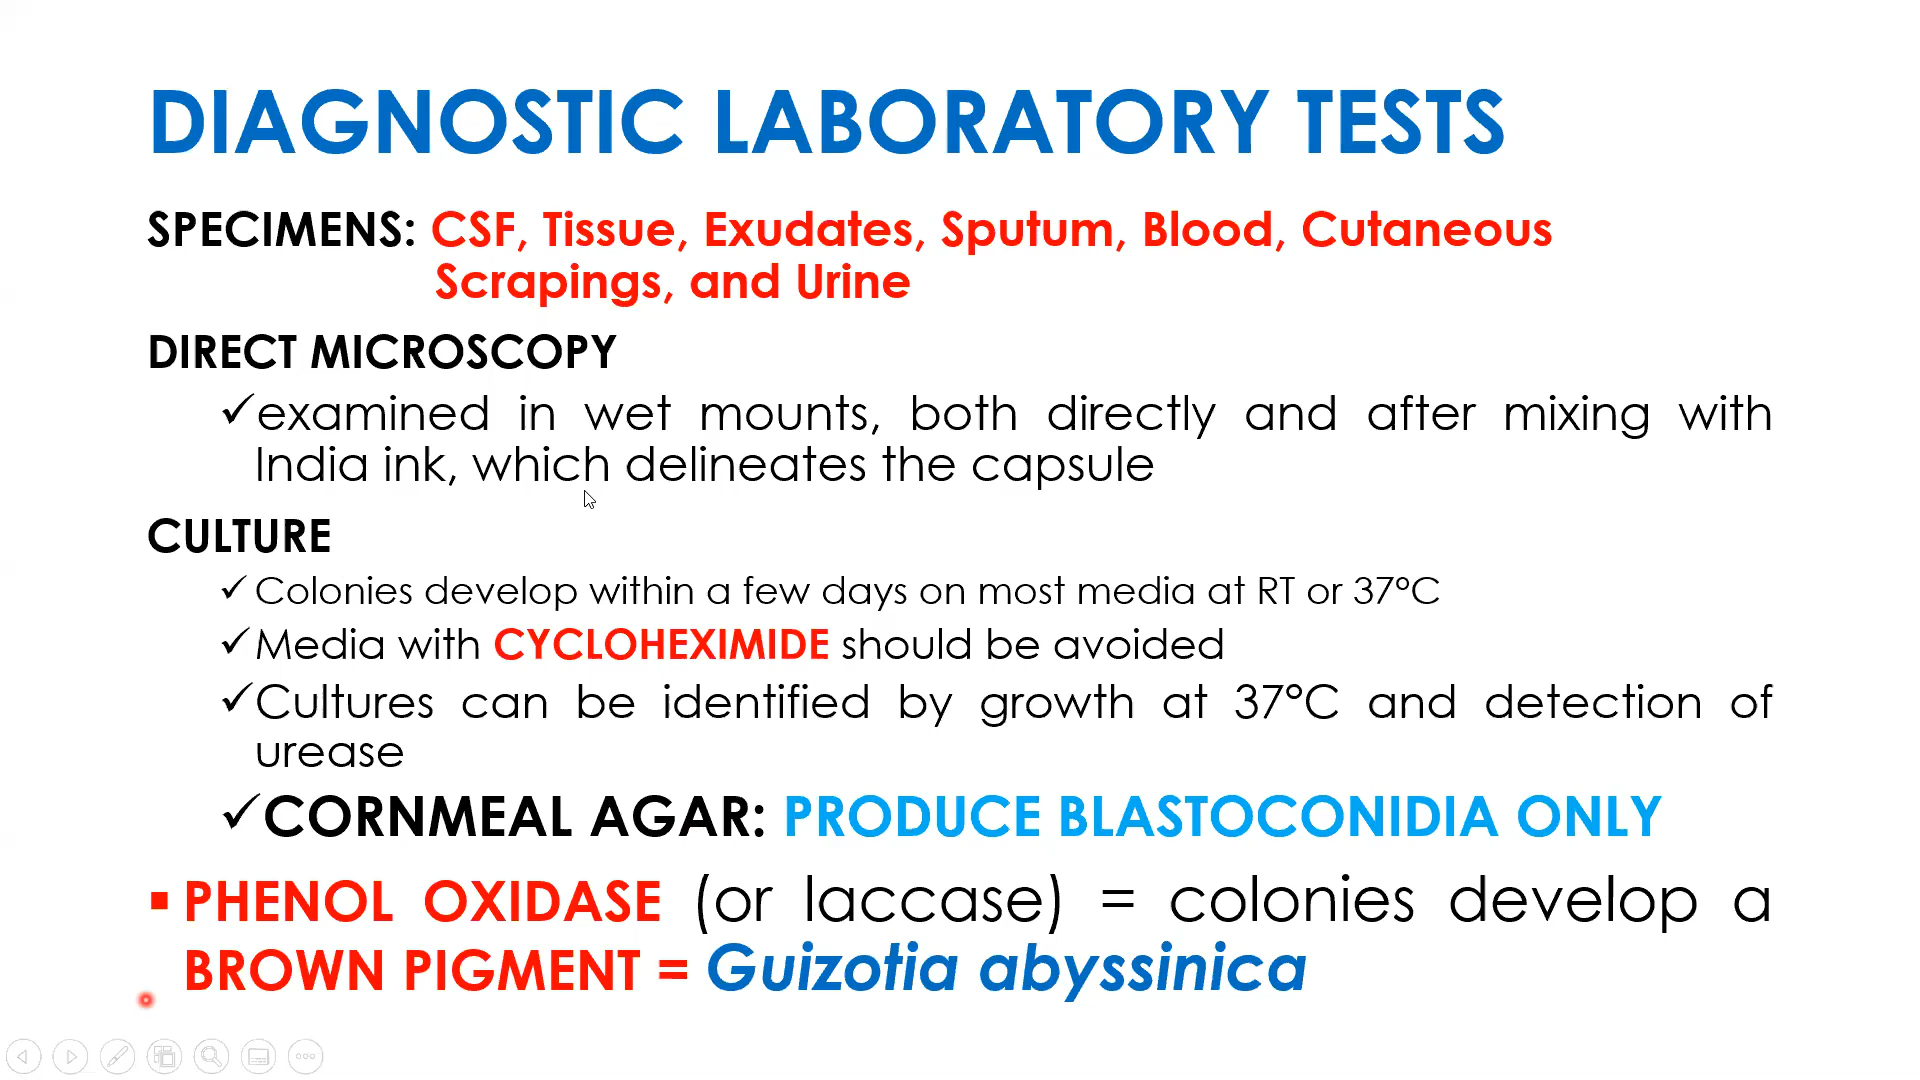 DIAGNOSTIC LABORATORY TESTS
SPECIMENS: CSF, Tissue, Exudates, Sputum, Blood, Cutaneous
Scrapings, and Urine
DIRECT MICROSCOPY
✓examined in wet mounts, both directly and after mixing with
India ink, which delineates the capsule
CULTURE
✓Colonies develop within a few days on most media at RT or 37°C
✓Media with CYCLOHEXIMIDE should be avoided
✓Cultures can be identified by growth at 37°C and detection of
urease
✓CORNMEAL AGAR: PRODUCE BLASTOCONIDIA ONLY
▪ PHENOL OXIDASE (or laccase) = colonies develop a
BROWN PIGMENT = Guizotia abyssinica